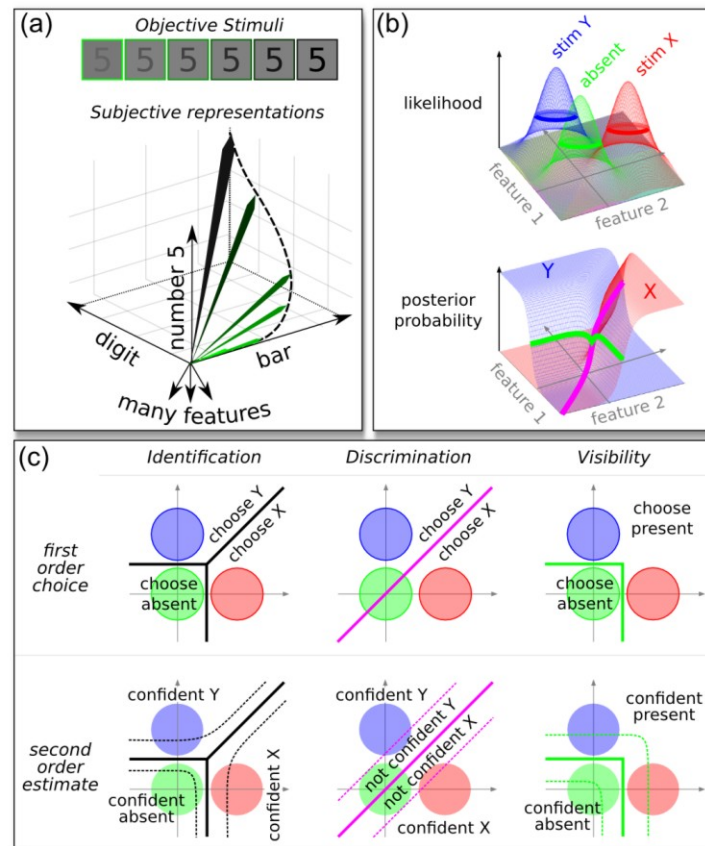 (a)
Objective Stimuli
5 5 5 5 5 5
Subjective representations
number 5
digit
bar
many features
(b)
stim Y
absent
stim X
likelihood
feature 1
feature 2
Y
X
posterior
probability
feature 1
feature 2
(c)
Identification Discrimination Visibility
first
order
choice
choose Y
choose X
choose
absent
choose Y
choose X
choose
present
choose
absent
second
order
estimate
confident Y
confident X
confident
absent
confident Y
not confident Y
not confident X
confident X
confident
present
confident
absent